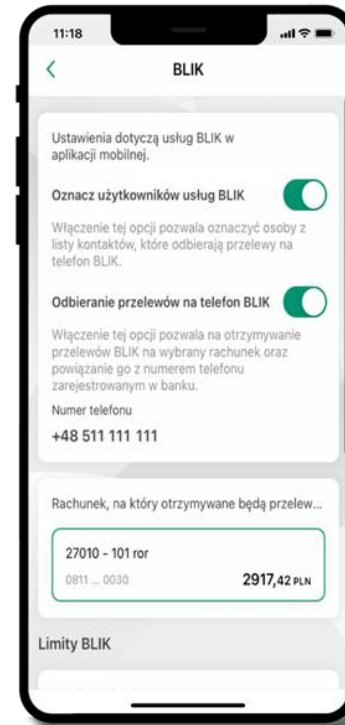 11:18
BLIK
Ustawienia dotyczą usług BLIK w
aplikacji mobilnej.
Oznacz użytkowników usług BLIK
Włączenie tej opcji pozwala oznaczyć osoby z
listy kontaktów, które odbierają przelewy na
telefon BLIK.
Odbieranie przelewów na telefon BLIK
Włączenie tej opcji pozwala na otrzymywanie
przelewów BLIK na wybrany rachunek oraz
powiązanie go z numerem telefonu
zarejestrowanym w banku.
Numer telefonu
+48 511 111 111
Rachunek, na który otrzymywane będą przelew...
27010 - 101 ror
0811 ... 0030 2917,42 PLN
Limity BLIK